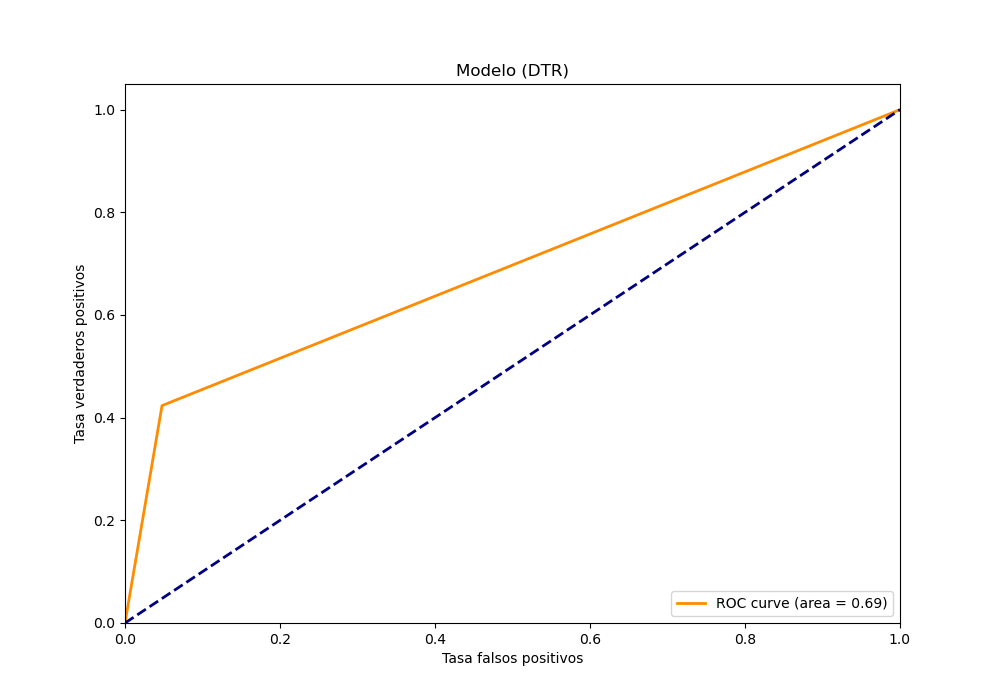 Modelo (DTR)
1.0
0.8
0.6
0.4
0.2
0.0
Tasa verdaderos positivos
ROC curve (area = 0.69)
0.0 0.2 0.4 0.6 0.8 1.0
Tasa falsos positivos